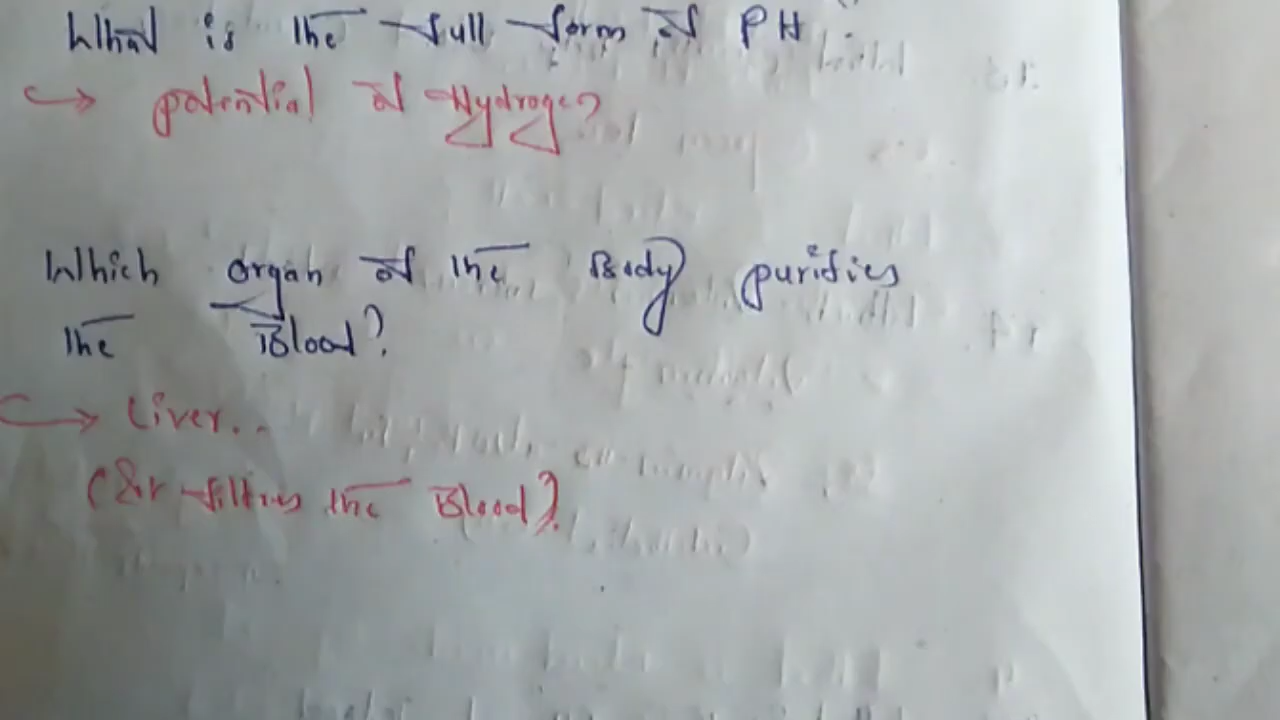 What is the full form of PH
↪ potential of Hydrogen
Which organ of the Body purifies
the Blood?
↪ Liver..
filters the Blood).